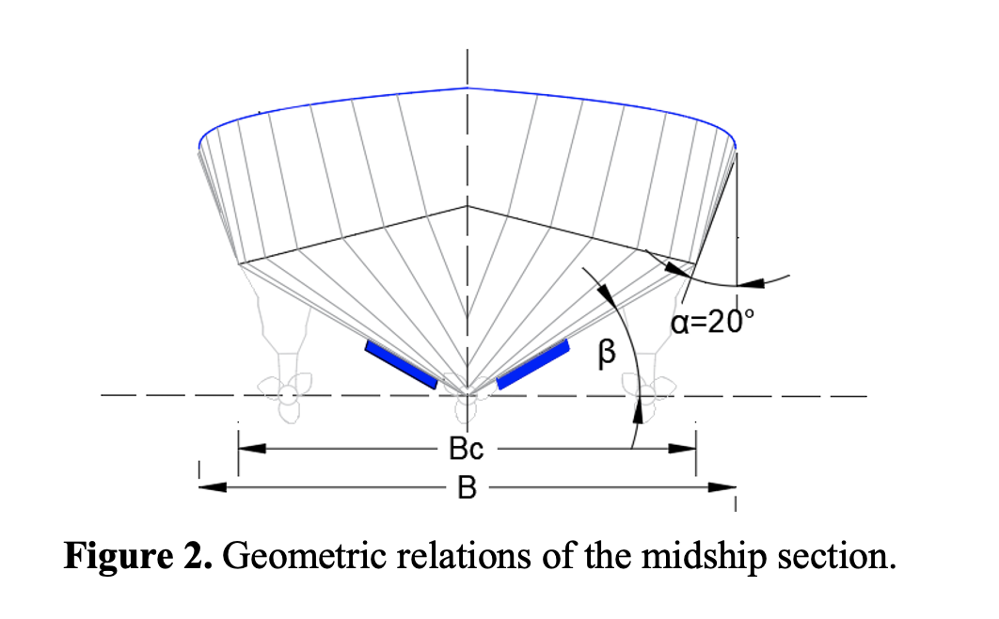 α=20°
β
Bc
B
Figure 2. Geometric relations of the midship section.